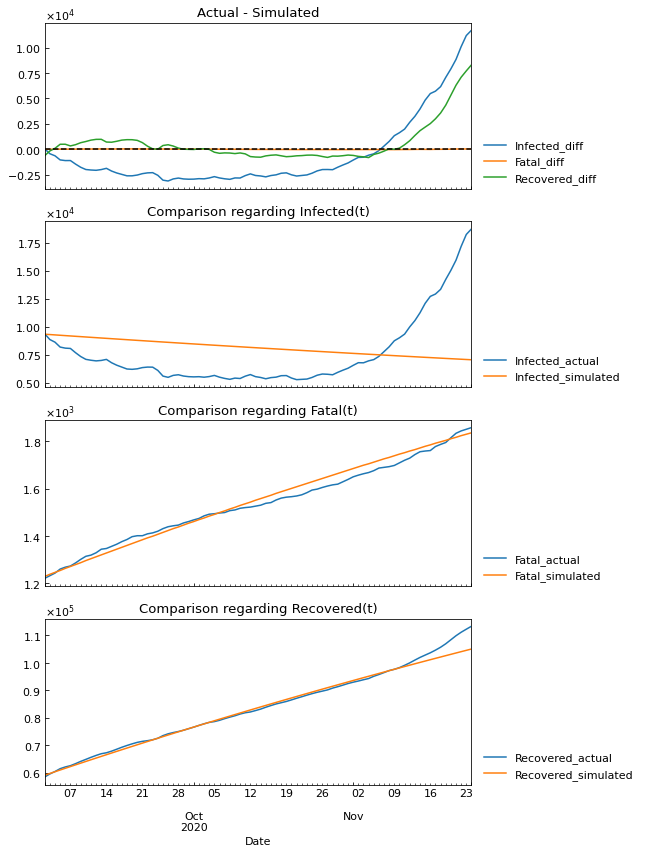 Actual - Simulated
×10⁴
1.00
0.75
0.50
0.25
0.00
−0.25
Infected_diff
Fatal_diff
Recovered_diff
Comparison regarding Infected(t)
×10⁴
1.75
1.50
1.25
1.00
0.75
0.50
Infected_actual
Infected_simulated
Comparison regarding Fatal(t)
×10³
1.8
1.6
1.4
1.2
Fatal_actual
Fatal_simulated
Comparison regarding Recovered(t)
×10⁵
1.1
1.0
0.9
0.8
0.7
0.6
Recovered_actual
Recovered_simulated
07 14 21 28 05 12 19 26 02 09 16 23
Oct Nov
2020
Date